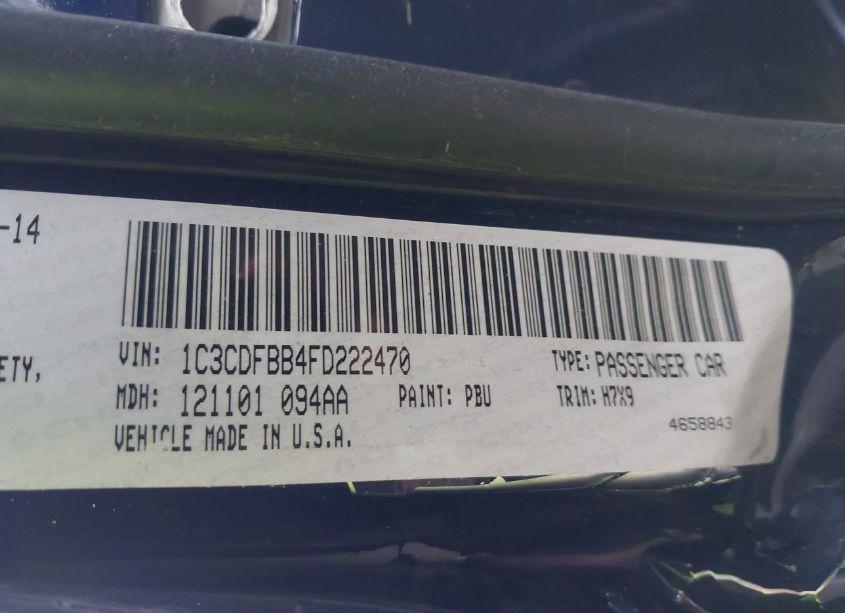 -14
ETY,
VIN: 1C3CDFBB4FD222470 TYPE: PASSENGER CAR
MDH: 121101 094AA PAINT: PBU TRIM: H7X9
VEHICLE MADE IN U.S.A. 4658843